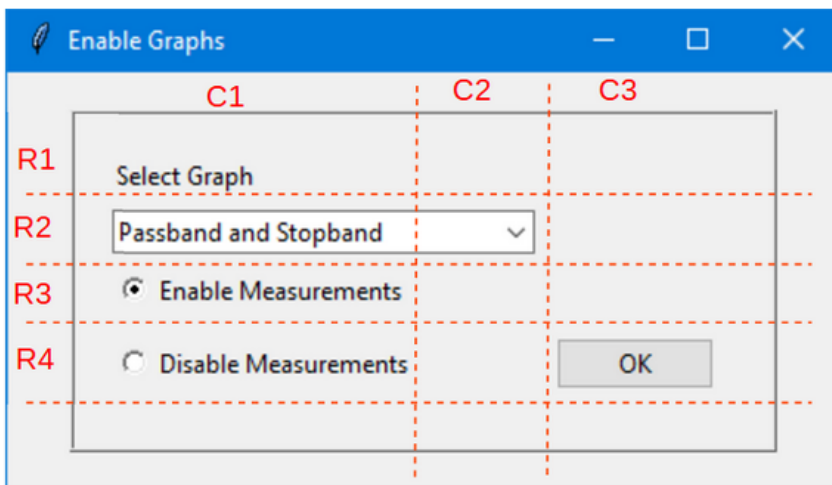 Enable Graphs
C1 C2 C3
R1
Select Graph
R2
Passband and Stopband
R3
Enable Measurements
R4
Disable Measurements OK